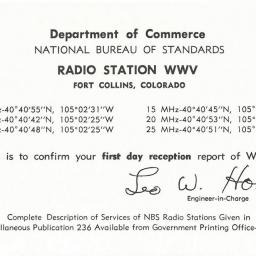 Department of Commerce
NATIONAL BUREAU OF STANDARDS
RADIO STATION WWV
FORT COLLINS, COLORADO
-40°40'55"N, 105°02'31"W 15 MHz-40°40'45"N, 105°
-40°40'42"N, 105°02'25"W 20 MHz-40°40'53"N, 105°
-40°40'48"N, 105°02'25"W 25 MHz-40°40'51"N, 105°
is to confirm your first day reception report of W
Leo W. Ho
Engineer-in-Charge
Complete Description of Services of NBS Radio Stations Given in
llaneous Publication 236 Available from Government Printing Office-